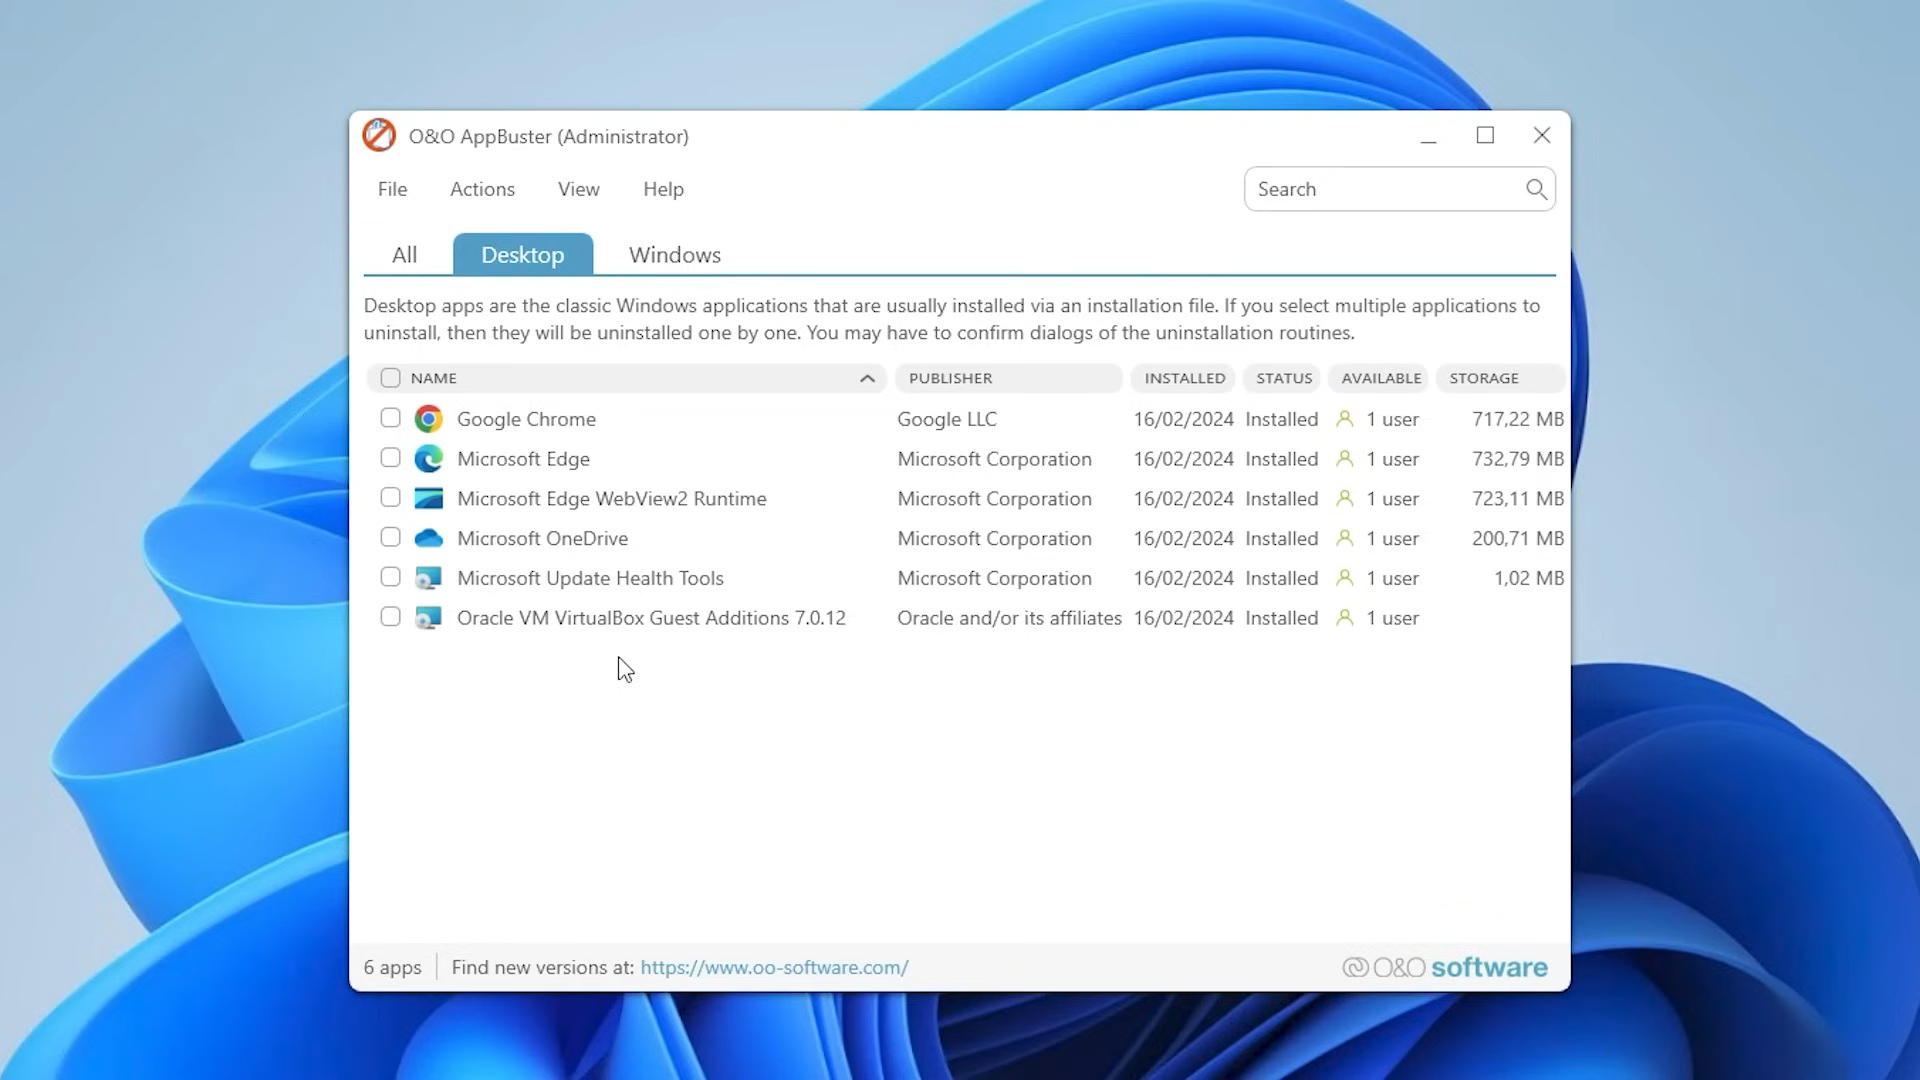 O&O AppBuster (Administrator)
File Actions View Help
Search
All Desktop Windows
Desktop apps are the classic Windows applications that are usually installed via an installation file. If you select multiple applications to
uninstall, then they will be uninstalled one by one. You may have to confirm dialogs of the uninstallation routines.
NAME PUBLISHER INSTALLED STATUS AVAILABLE STORAGE
Google Chrome Google LLC 16/02/2024 Installed 1 user 717,22 MB
Microsoft Edge Microsoft Corporation 16/02/2024 Installed 1 user 732,79 MB
Microsoft Edge WebView2 Runtime Microsoft Corporation 16/02/2024 Installed 1 user 723,11 MB
Microsoft OneDrive Microsoft Corporation 16/02/2024 Installed 1 user 200,71 MB
Microsoft Update Health Tools Microsoft Corporation 16/02/2024 Installed 1 user 1,02 MB
Oracle VM VirtualBox Guest Additions 7.0.12 Oracle and/or its affiliates 16/02/2024 Installed 1 user
6 apps Find new versions at: https://www.oo-software.com/ O&O software